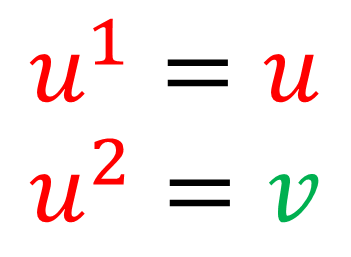 u¹ = u
u² = v